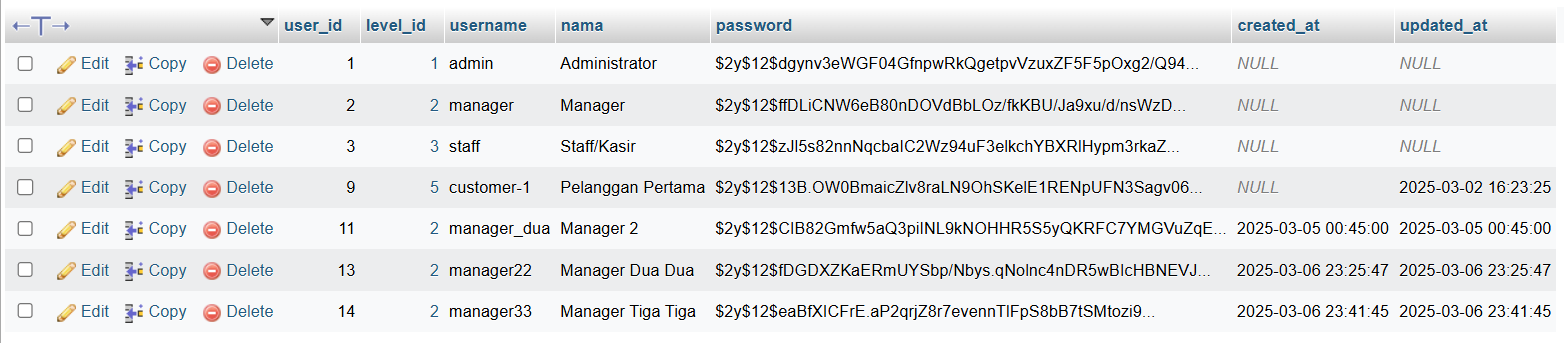 user_id level_id username nama password created_at updated_at
Edit Copy Delete 1 1 admin Administrator $2y$12$dgynv3eWGF04GfnpwRkQgetpvVzuxZF5F5pOxg2/Q94... NULL NULL
Edit Copy Delete 2 2 manager Manager $2y$12$ffDLiCNW6eB80nDOVdBbLOz/fkKBU/Ja9xu/d/nsWzD... NULL NULL
Edit Copy Delete 3 3 staff Staff/Kasir $2y$12$zJl5s82nnNqcbaIC2Wz94uF3elkchYBXRlHypm3rkaZ... NULL NULL
Edit Copy Delete 9 5 customer-1 Pelanggan Pertama $2y$12$13B.OW0BmaicZlv8raLN9OhSKelE1RENpUFN3Sagv06... NULL 2025-03-02 16:23:25
Edit Copy Delete 11 2 manager_dua Manager 2 $2y$12$ClB82Gmfw5aQ3pilNL9kNOHHR5S5yQKRFC7YMGVuZqE... 2025-03-05 00:45:00 2025-03-05 00:45:00
Edit Copy Delete 13 2 manager22 Manager Dua Dua $2y$12$fDGDXZKaERmUYSbp/Nbys.qNolnc4nDR5wBlcHBNEVJ... 2025-03-06 23:25:47 2025-03-06 23:25:47
Edit Copy Delete 14 2 manager33 Manager Tiga Tiga $2y$12$eaBfXICFrE.aP2qrjZ8r7evennTlFpS8bB7tSMtozi9... 2025-03-06 23:41:45 2025-03-06 23:41:45